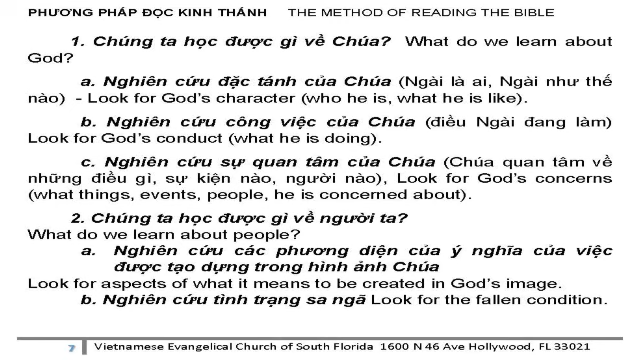 PHƯƠNG PHÁP ĐỌC KINH THÁNH THE METHOD OF READING THE BIBLE
1. Chúng ta học được gì về Chúa? What do we learn about
God?
a. Nghiên cứu đặc tánh của Chúa (Ngài là ai, Ngài như thế
nào) - Look for God's character (who he is, what he is like).
b. Nghiên cứu công việc của Chúa (điều Ngài đang làm)
Look for God's conduct (what he is doing).
c. Nghiên cứu sự quan tâm của Chúa (Chúa quan tâm về
những điều gì, sự kiện nào, người nào), Look for God's concerns
(what things, events, people, he is concerned about).
2. Chúng ta học được gì về người ta?
What do we learn about people?
a. Nghiên cứu các phương diện của ý nghĩa của việc
được tạo dựng trong hình ảnh Chúa
Look for aspects of what it means to be created in God's image.
b. Nghiên cứu tình trạng sa ngã Look for the fallen condition.
7 Vietnamese Evangelical Church of South Florida 1600 N 46 Ave Hollywood, FL 33021